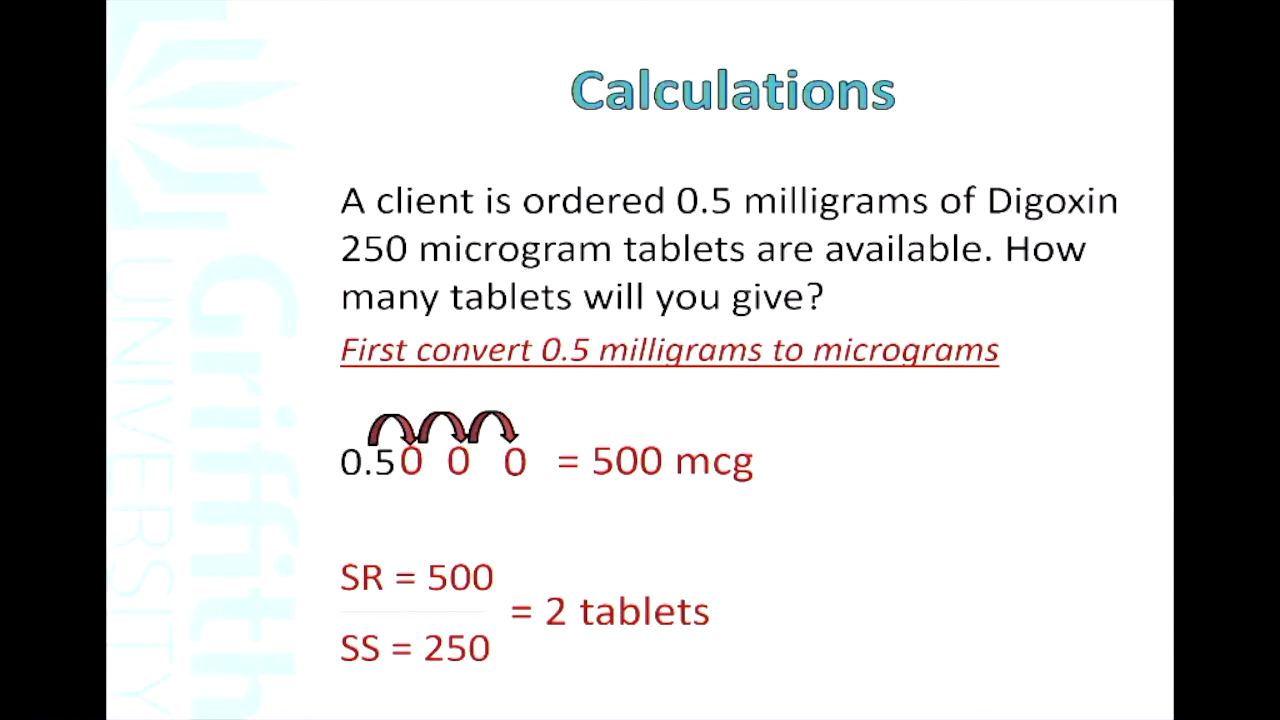 Calculations
A client is ordered 0.5 milligrams of Digoxin
250 microgram tablets are available. How
many tablets will you give?
First convert 0.5 milligrams to micrograms
0.50 0 0 = 500 mcg
SR = 500
= 2 tablets
SS = 250
Griffith
UNIVERSITY